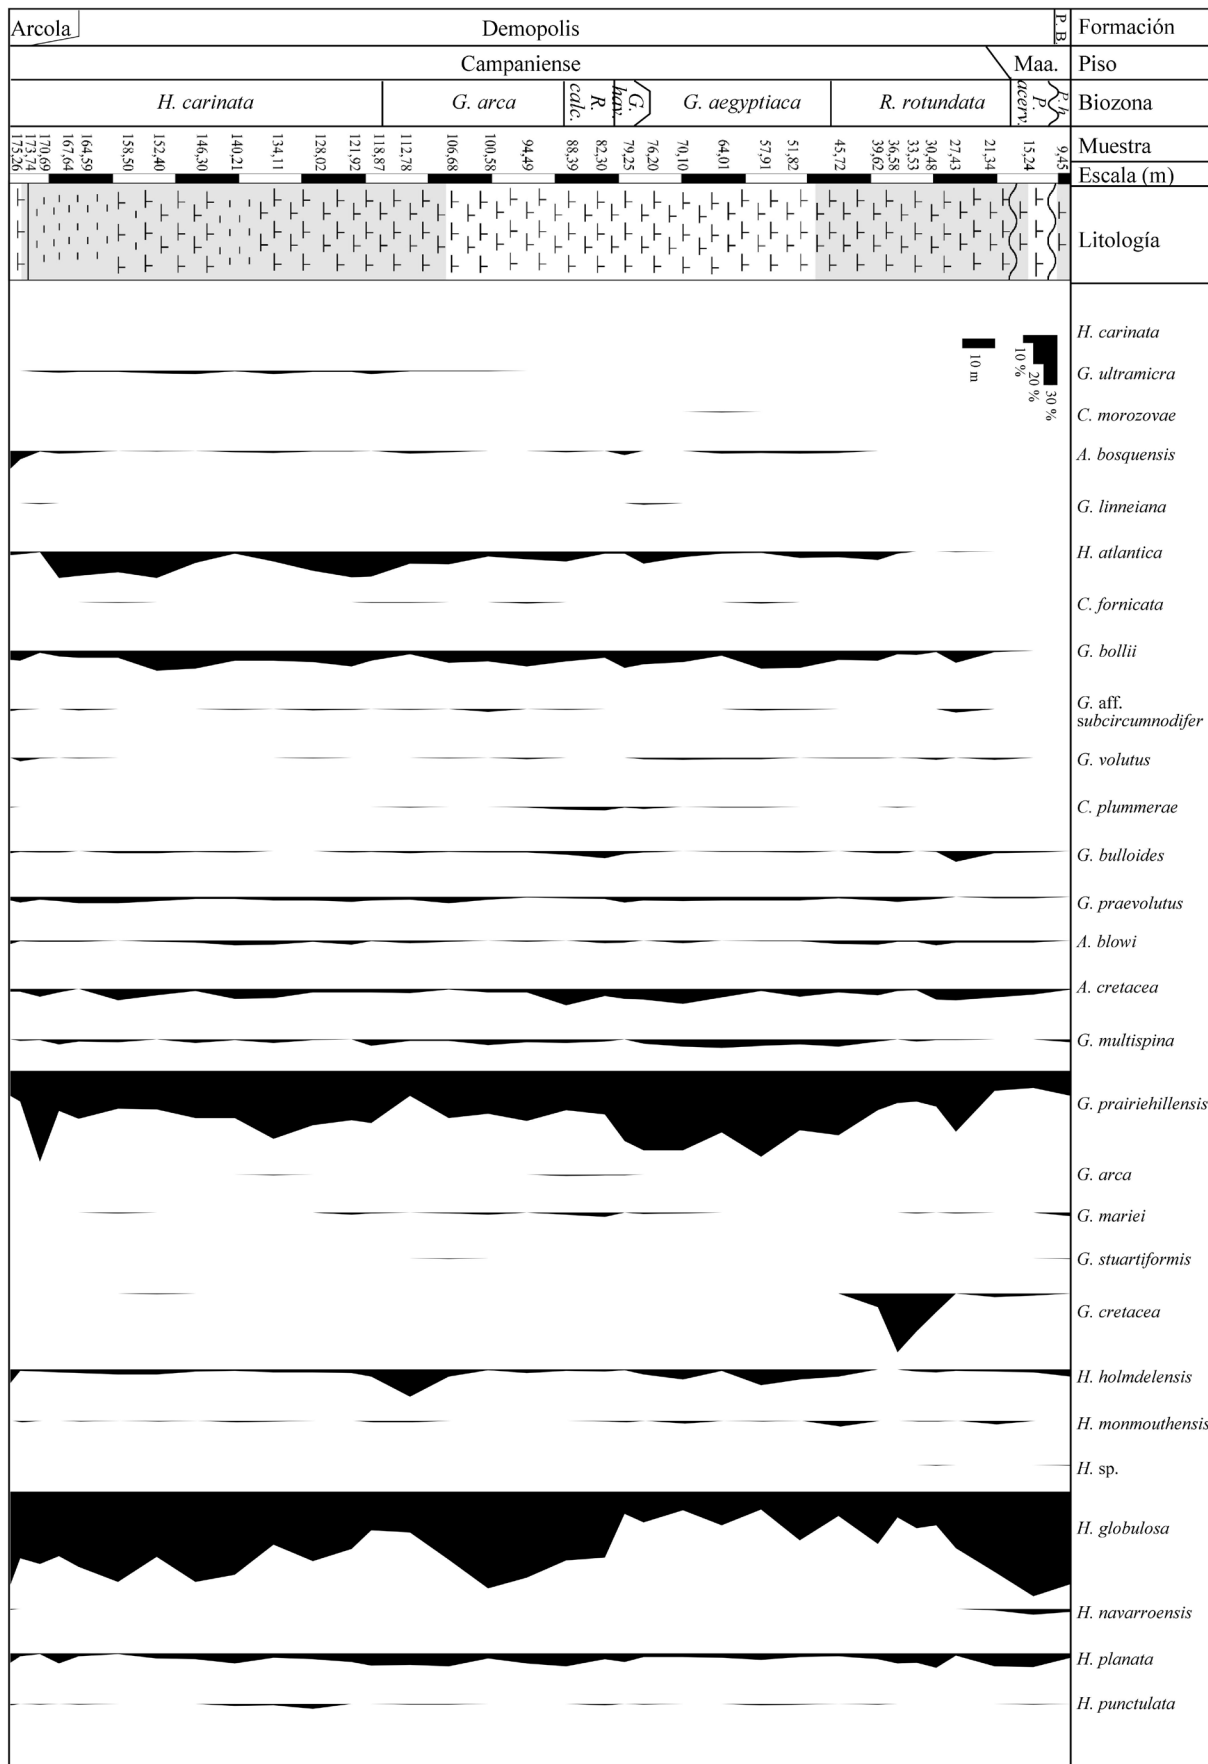 Arcola
Demopolis
P. B.
Formación
Campaniense
Maa.
Piso
H. carinata
G. arca
R.
calc.
G.
hav.
G. aegyptiaca
R. rotundata
P.
acerv.
P. h.
Biozona
175,26
173,74
170,69
167,64
164,59
158,50
152,40
146,30
140,21
134,11
128,02
121,92
118,87
112,78
106,68
100,58
94,49
88,39
82,30
79,25
76,20
70,10
64,01
57,91
51,82
45,72
39,62
36,58
33,53
30,48
27,43
21,34
15,24
9,45
Muestra
Escala (m)
Litología
10 m
10 %
20 %
30 %
H. carinata
G. ultramicra
C. morozovae
A. bosquensis
G. linneiana
H. atlantica
C. fornicata
G. bollii
G. aff.
subcircumnodifer
G. volutus
C. plummerae
G. bulloides
G. praevolutus
A. blowi
A. cretacea
G. multispina
G. prairiehillensis
G. arca
G. mariei
G. stuartiformis
G. cretacea
H. holmdelensis
H. monmouthensis
H. sp.
H. globulosa
H. navarroensis
H. planata
H. punctulata